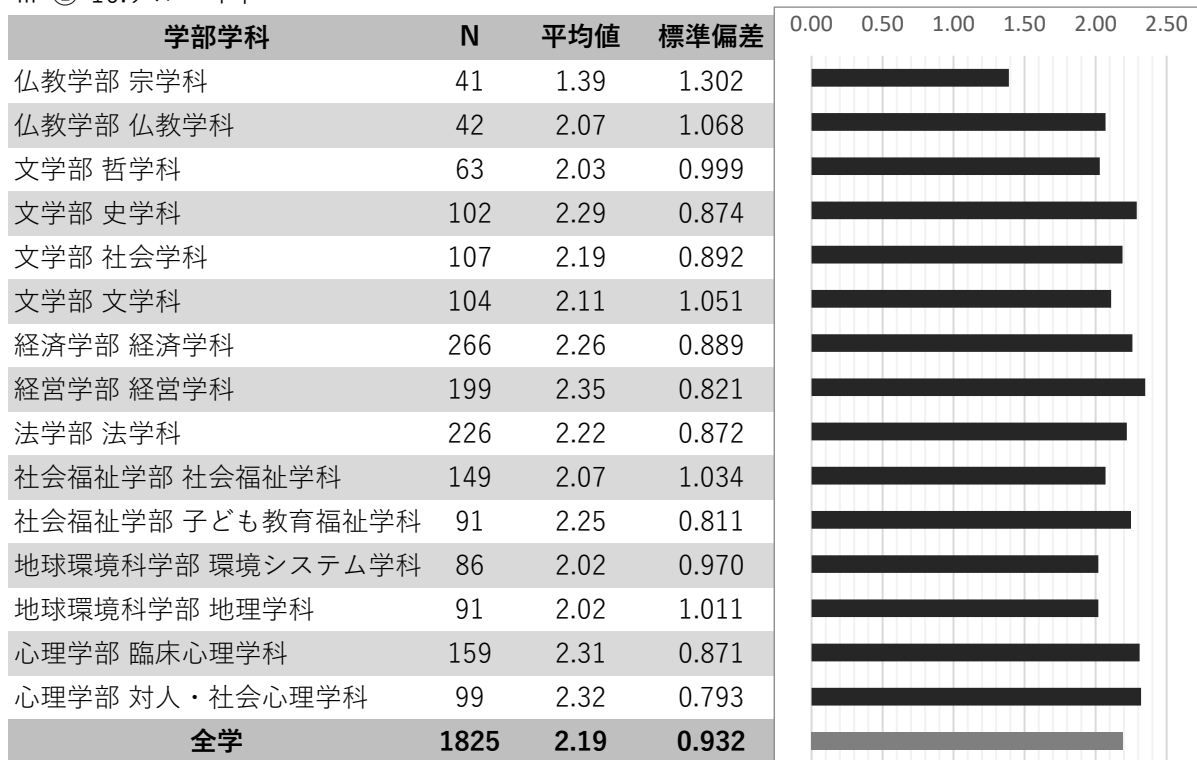 学部学科 N 平均値 標準偏差
0.00 0.50 1.00 1.50 2.00 2.50
仏教学部 宗学科 41 1.39 1.302
仏教学部 仏教学科 42 2.07 1.068
文学部 哲学科 63 2.03 0.999
文学部 史学科 102 2.29 0.874
文学部 社会学科 107 2.19 0.892
文学部 文学科 104 2.11 1.051
経済学部 経済学科 266 2.26 0.889
経営学部 経営学科 199 2.35 0.821
法学部 法学科 226 2.22 0.872
社会福祉学部 社会福祉学科 149 2.07 1.034
社会福祉学部 子ども教育福祉学科 91 2.25 0.811
地球環境科学部 環境システム学科 86 2.02 0.970
地球環境科学部 地理学科 91 2.02 1.011
心理学部 臨床心理学科 159 2.31 0.871
心理学部 対人・社会心理学科 99 2.32 0.793
全学 1825 2.19 0.932